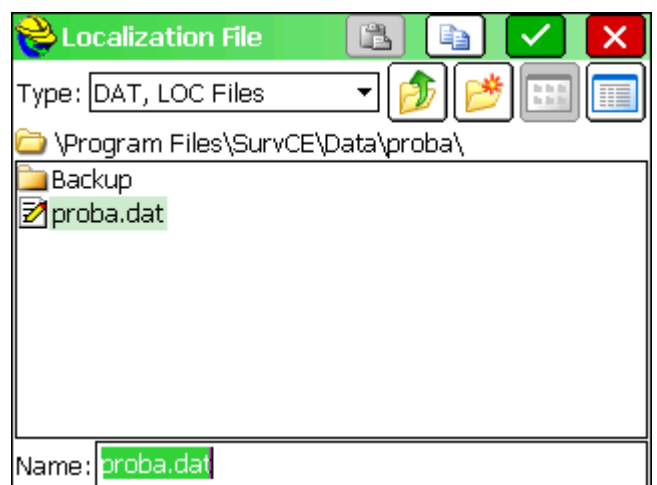 Localization File
Type: DAT, LOC Files
\Program Files\SurvCE\Data\proba\
Backup
proba.dat
Name: proba.dat